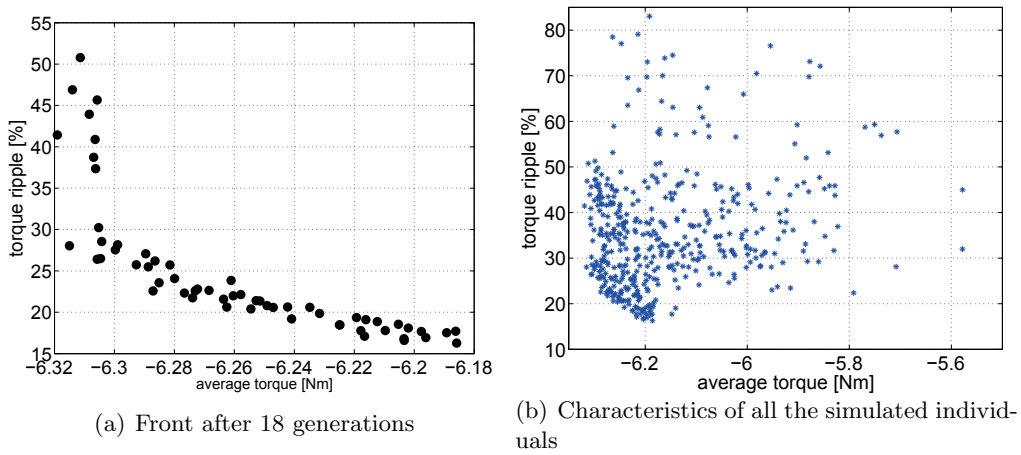 55
50
45
40
35
30
25
20
15
torque ripple [%]
−6.32 −6.3 −6.28 −6.26 −6.24 −6.22 −6.2 −6.18
average torque [Nm]
(a) Front after 18 generations
80
70
60
50
40
30
20
10
torque ripple [%]
−6.2 −6 −5.8 −5.6
average torque [Nm]
(b) Characteristics of all the simulated individ-
uals